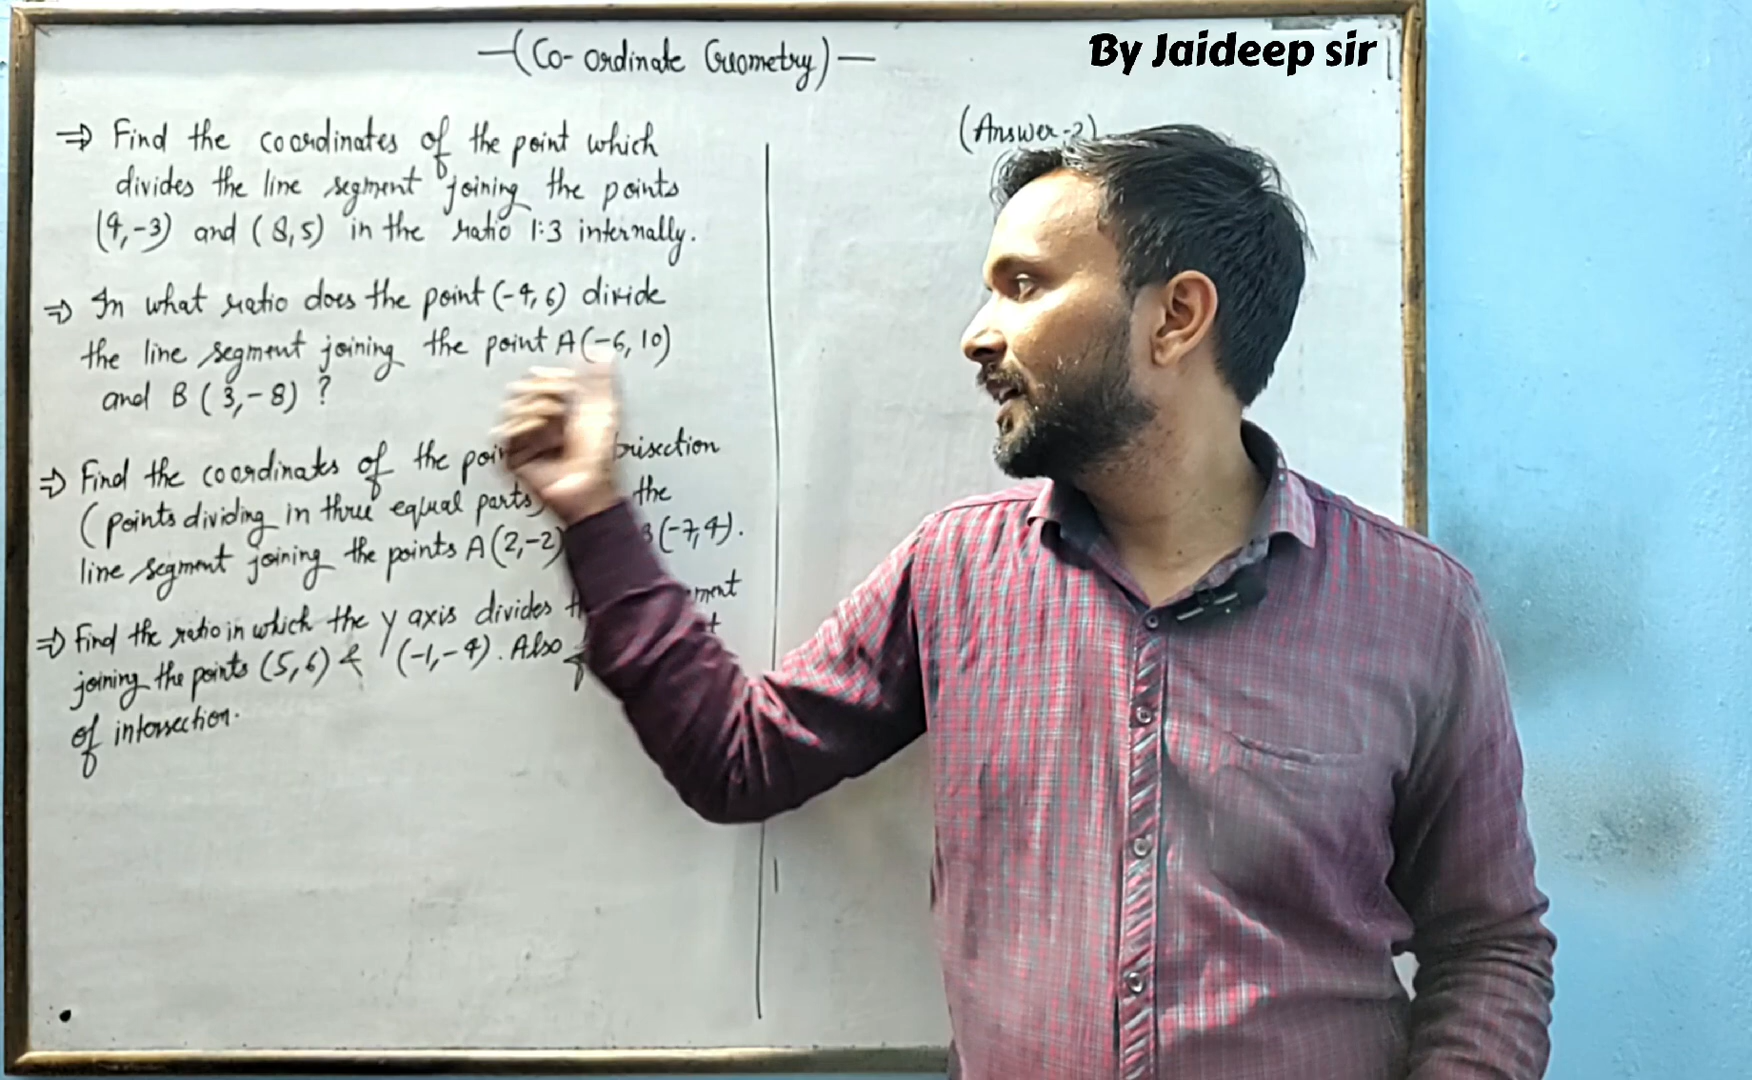 (Co-ordinate Geometry)
By Jaideep sir
⇒ Find the coordinates of the point which
divides the line segment joining the points
(4,-3) and (8,5) in the ratio 1:3 internally.
⇒ In what ratio does the point (-4,6) divide
the line segment joining the point A(-6,10)
and B (3,-8) ?
⇒ Find the coordinates of the
(points dividing in three equal parts) the
line segment joining the points A(2,-2) (-7,4).
⇒ Find the ratio in which the y axis divides
joining the points (5,6) & (-1,-4). Also
of intersection.
(Answer-2)